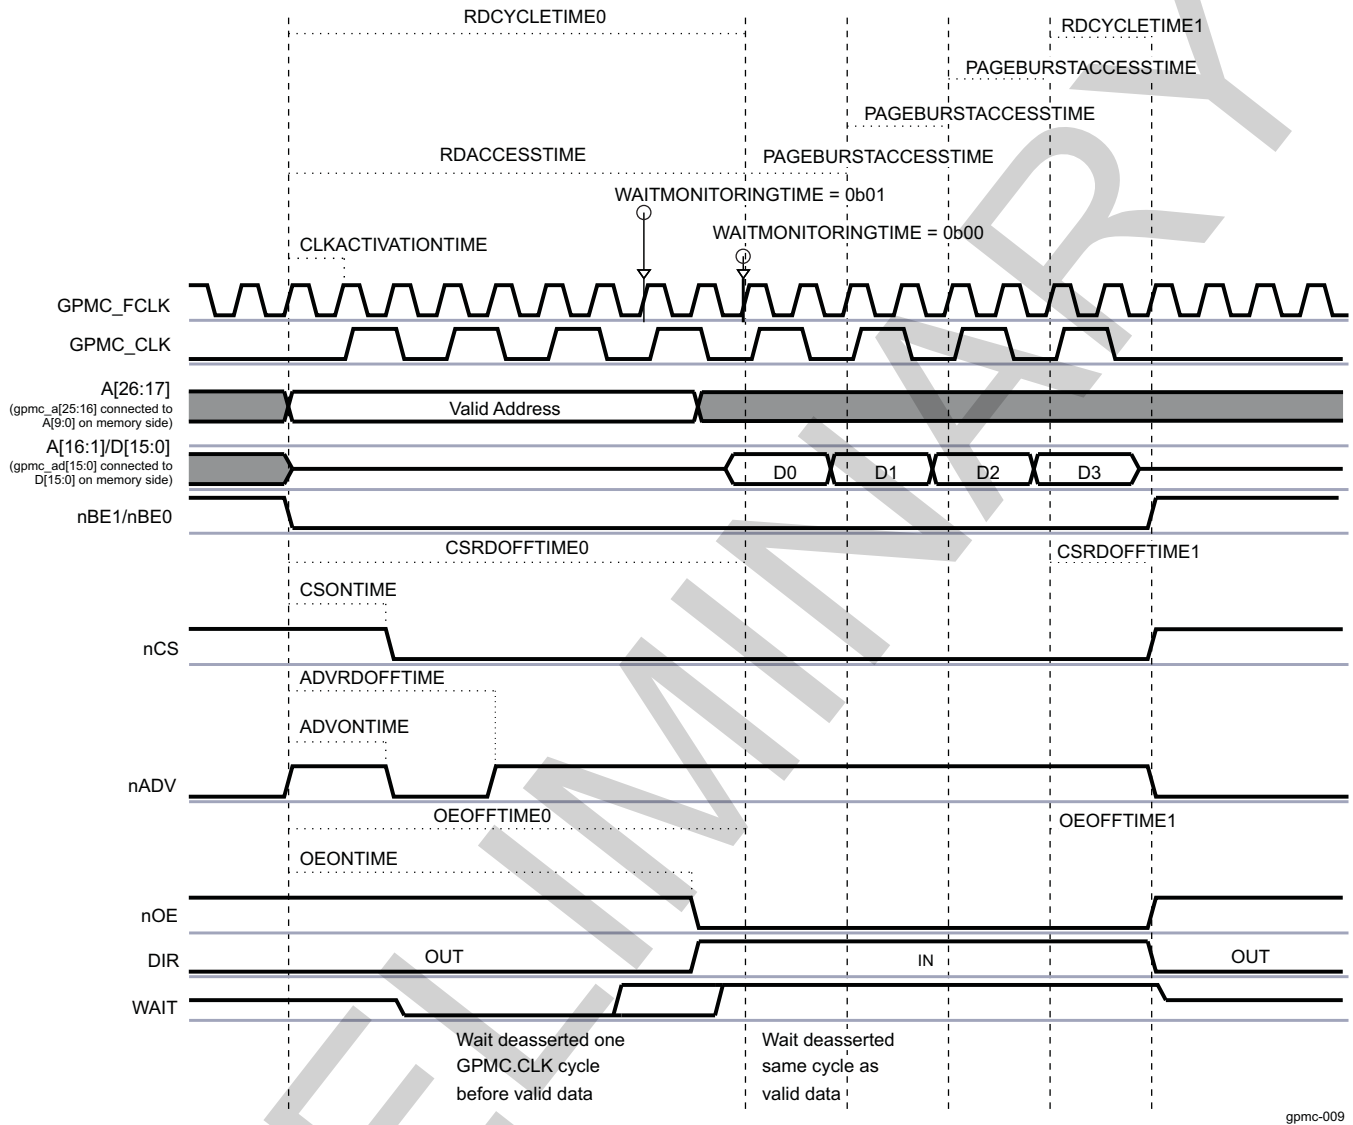 RDCYCLETIME0
RDCYCLETIME1
PAGEBURSTACCESSTIME
PAGEBURSTACCESSTIME
RDACCESSTIME
PAGEBURSTACCESSTIME
WAITMONITORINGTIME = 0b01
WAITMONITORINGTIME = 0b00
CLKACTIVATIONTIME
GPMC_FCLK
GPMC_CLK
A[26:17]
(gpmc_a[25:16] connected to
A[9:0] on memory side)
Valid Address
A[16:1]/D[15:0]
(gpmc_ad[15:0] connected to
D[15:0] on memory side)
D0 D1 D2 D3
nBE1/nBE0
CSRDOFFTIME0
CSRDOFFTIME1
CSONTIME
nCS
ADVRDOFFTIME
ADVONTIME
nADV
OEOFFTIME0
OEOFFTIME1
OEONTIME
nOE
DIR
OUT
IN
OUT
WAIT
Wait deasserted one
GPMC.CLK cycle
before valid data
Wait deasserted
same cycle as
valid data
gpmc-009
PRELIMINARY